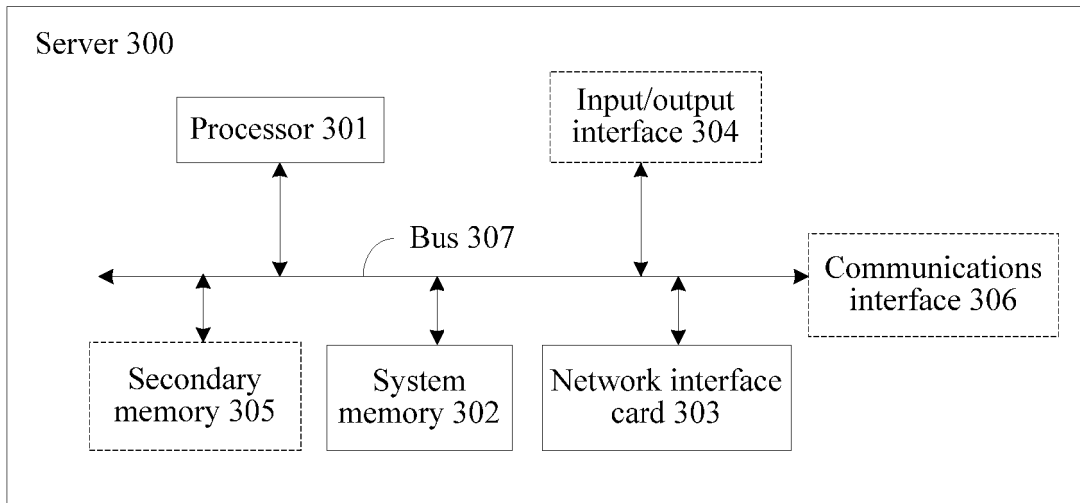 Server 300
Processor 301
Input/output
interface 304
Bus 307
Communications
interface 306
Secondary
memory 305
System
memory 302
Network interface
card 303